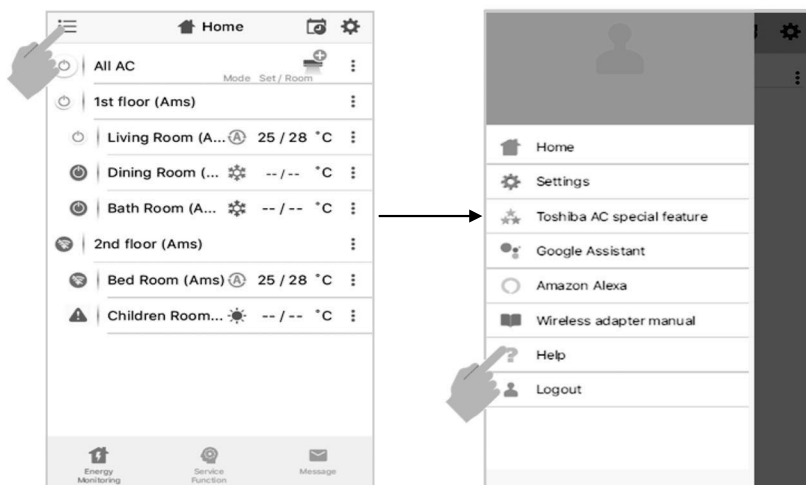 Home
All AC
Mode Set / Room
1st floor (Ams)
Living Room (A... A 25 / 28 °C
Dining Room (... -- / -- °C
Bath Room (A... -- / -- °C
2nd floor (Ams)
Bed Room (Ams) A 25 / 28 °C
Children Room... -- / -- °C
Energy Monitoring
Service Function
Message
Home
Settings
Toshiba AC special feature
Google Assistant
Amazon Alexa
Wireless adapter manual
Help
Logout